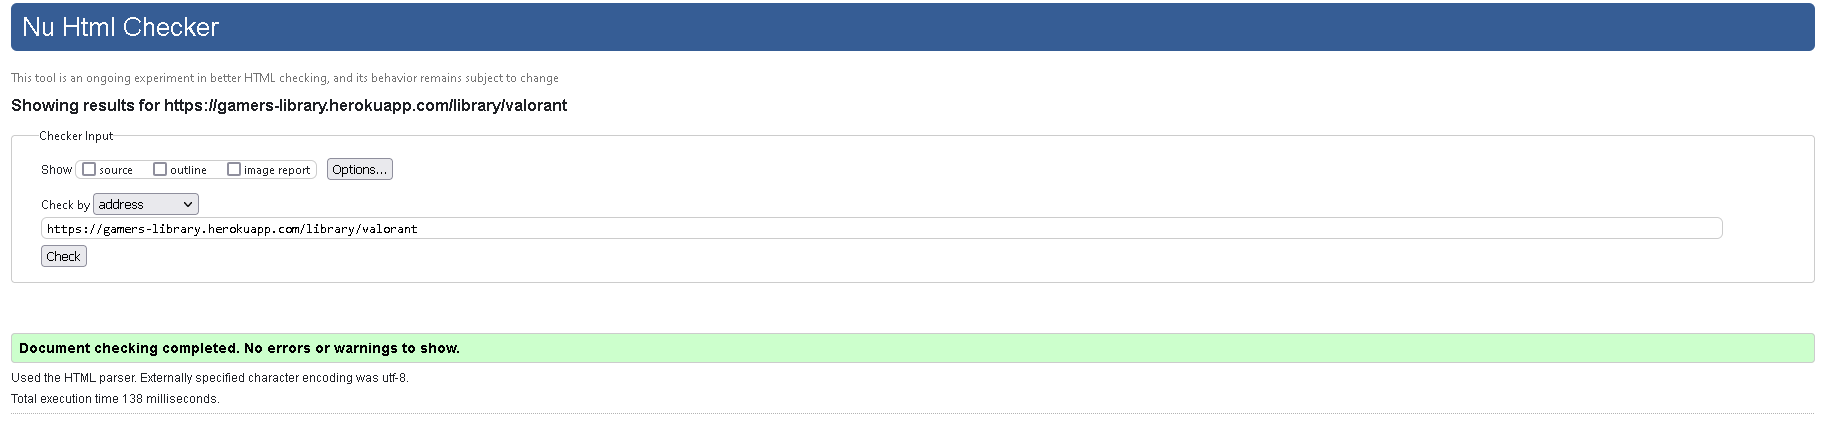 Nu Html Checker
This tool is an ongoing experiment in better HTML checking, and its behavior remains subject to change
Showing results for https://gamers-library.herokuapp.com/library/valorant
Checker Input
Show source outline image report Options...
Check by address
https://gamers-library.herokuapp.com/library/valorant
Check
Document checking completed. No errors or warnings to show.
Used the HTML parser. Externally specified character encoding was utf-8.
Total execution time 138 milliseconds.